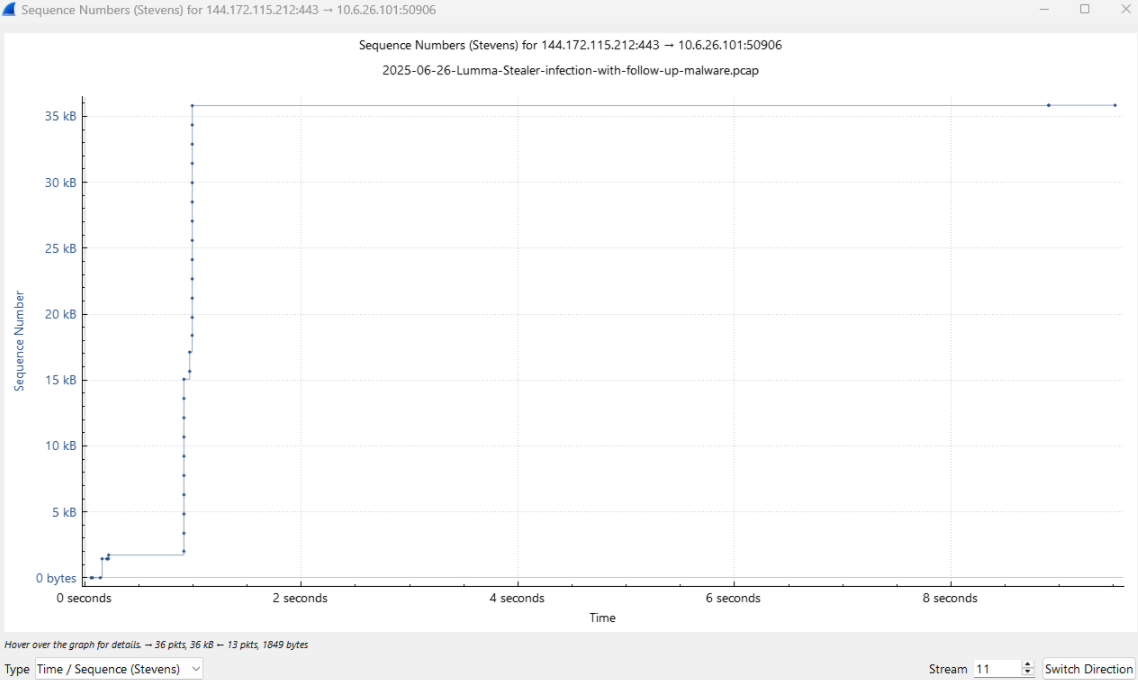 Sequence Numbers (Stevens) for 144.172.115.212:443 → 10.6.26.101:50906
Sequence Numbers (Stevens) for 144.172.115.212:443 → 10.6.26.101:50906
2025-06-26-Lumma-Stealer-infection-with-follow-up-malware.pcap
35 kB
30 kB
25 kB
20 kB
15 kB
10 kB
5 kB
0 bytes
Sequence Number
0 seconds 2 seconds 4 seconds 6 seconds 8 seconds
Time
Hover over the graph for details. → 36 pkts, 36 kB ← 13 pkts, 1849 bytes
Type Time / Sequence (Stevens) Stream 11 Switch Direction